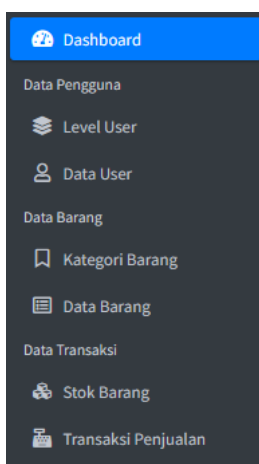 Dashboard
Data Pengguna
Level User
Data User
Data Barang
Kategori Barang
Data Barang
Data Transaksi
Stok Barang
Transaksi Penjualan